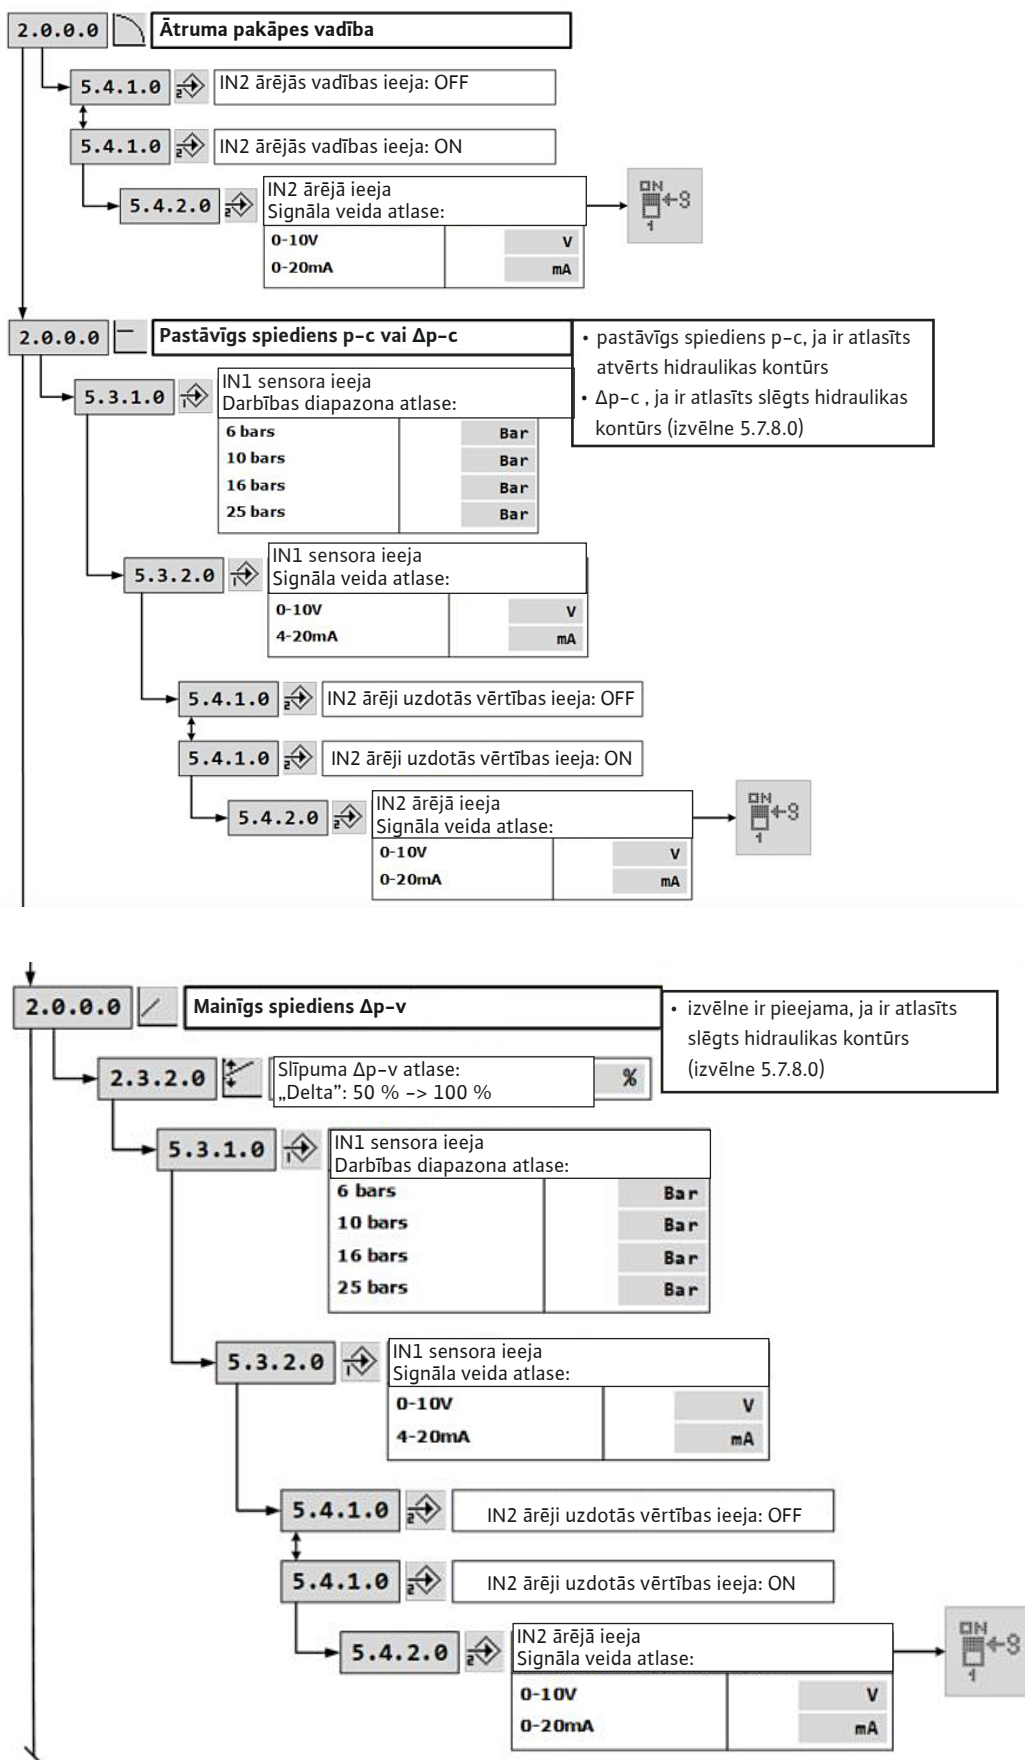 2.0.0.0 Ātruma pakāpes vadība
5.4.1.0 2 IN2 ārējās vadības ieeja: OFF
5.4.1.0 2 IN2 ārējās vadības ieeja: ON
5.4.2.0 2 IN2 ārējā ieeja
Signāla veida atlase:
ON
1
0-10V V
0-20mA mA
2.0.0.0 Pastāvīgs spiediens p-c vai Δp-c
• pastāvīgs spiediens p-c, ja ir atlasīts
atvērts hidraulikas kontūrs
• Δp-c , ja ir atlasīts slēgts hidraulikas
kontūrs (izvēlne 5.7.8.0)
5.3.1.0 1 IN1 sensora ieeja
Darbības diapazona atlase:
6 bars Bar
10 bars Bar
16 bars Bar
25 bars Bar
5.3.2.0 1 IN1 sensora ieeja
Signāla veida atlase:
0-10V V
4-20mA mA
5.4.1.0 2 IN2 ārēji uzdotās vērtības ieeja: OFF
5.4.1.0 2 IN2 ārēji uzdotās vērtības ieeja: ON
5.4.2.0 2 IN2 ārējā ieeja
Signāla veida atlase:
ON
1
0-10V V
0-20mA mA
2.0.0.0 Mainīgs spiediens Δp-v
• izvēlne ir pieejama, ja ir atlasīts
slēgts hidraulikas kontūrs
(izvēlne 5.7.8.0)
2.3.2.0 Slīpuma Δp-v atlase:
„Delta”: 50 % -> 100 % %
5.3.1.0 1 IN1 sensora ieeja
Darbības diapazona atlase:
6 bars Bar
10 bars Bar
16 bars Bar
25 bars Bar
5.3.2.0 1 IN1 sensora ieeja
Signāla veida atlase:
0-10V V
4-20mA mA
5.4.1.0 2 IN2 ārēji uzdotās vērtības ieeja: OFF
5.4.1.0 2 IN2 ārēji uzdotās vērtības ieeja: ON
5.4.2.0 2 IN2 ārējā ieeja
Signāla veida atlase:
ON
1
0-10V V
0-20mA mA